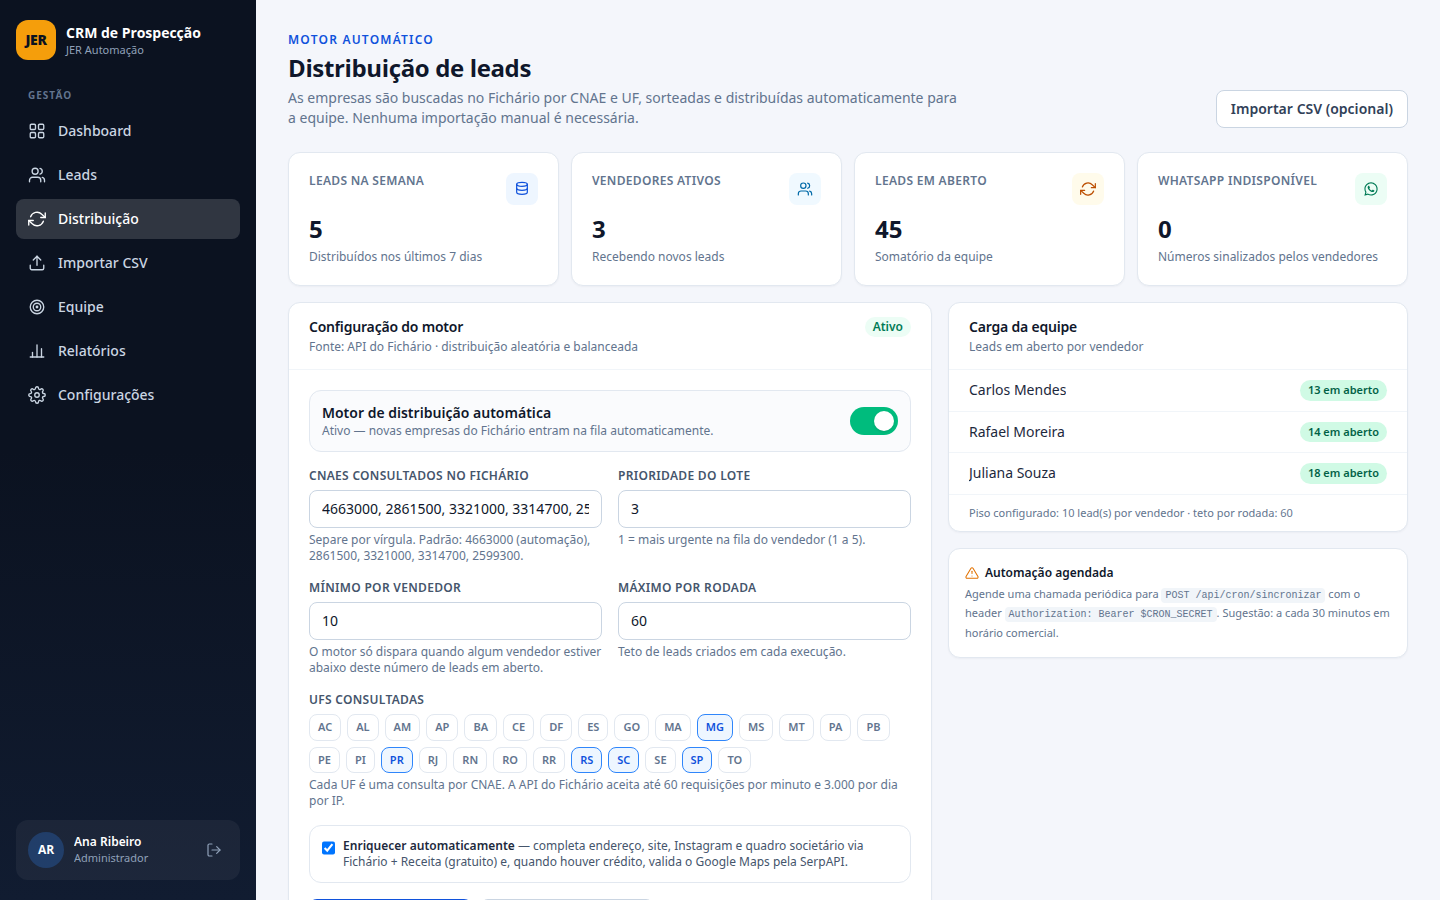 JER
CRM de Prospecção
JER Automação
GESTÃO
Dashboard
Leads
Distribuição
Importar CSV
Equipe
Relatórios
Configurações
AR
Ana Ribeiro
Administrador
MOTOR AUTOMÁTICO
Distribuição de leads
As empresas são buscadas no Fichário por CNAE e UF, sorteadas e distribuídas automaticamente para
a equipe. Nenhuma importação manual é necessária.
Importar CSV (opcional)
LEADS NA SEMANA
5
Distribuídos nos últimos 7 dias
VENDEDORES ATIVOS
3
Recebendo novos leads
LEADS EM ABERTO
45
Somatório da equipe
WHATSAPP INDISPONÍVEL
0
Números sinalizados pelos vendedores
Configuração do motor
Fonte: API do Fichário · distribuição aleatória e balanceada
Ativo
Motor de distribuição automática
Ativo — novas empresas do Fichário entram na fila automaticamente.
CNAES CONSULTADOS NO FICHÁRIO
4663000, 2861500, 3321000, 3314700, 25
Separe por vírgula. Padrão: 4663000 (automação),
2861500, 3321000, 3314700, 2599300.
PRIORIDADE DO LOTE
3
1 = mais urgente na fila do vendedor (1 a 5).
MÍNIMO POR VENDEDOR
10
O motor só dispara quando algum vendedor estiver
abaixo deste número de leads em aberto.
MÁXIMO POR RODADA
60
Teto de leads criados em cada execução.
UFS CONSULTADAS
AC AL AM AP BA CE DF ES GO MA MG MS MT PA PB
PE PI PR RJ RN RO RR RS SC SE SP TO
Cada UF é uma consulta por CNAE. A API do Fichário aceita até 60 requisições por minuto e 3.000 por dia
por IP.
Enriquecer automaticamente — completa endereço, site, Instagram e quadro societário via
Fichário + Receita (gratuito) e, quando houver crédito, valida o Google Maps pela SerpAPI.
Carga da equipe
Leads em aberto por vendedor
Carlos Mendes
13 em aberto
Rafael Moreira
14 em aberto
Juliana Souza
18 em aberto
Piso configurado: 10 lead(s) por vendedor · teto por rodada: 60
Automação agendada
Agende uma chamada periódica para POST /api/cron/sincronizar com o
header Authorization: Bearer $CRON_SECRET. Sugestão: a cada 30 minutos em
horário comercial.